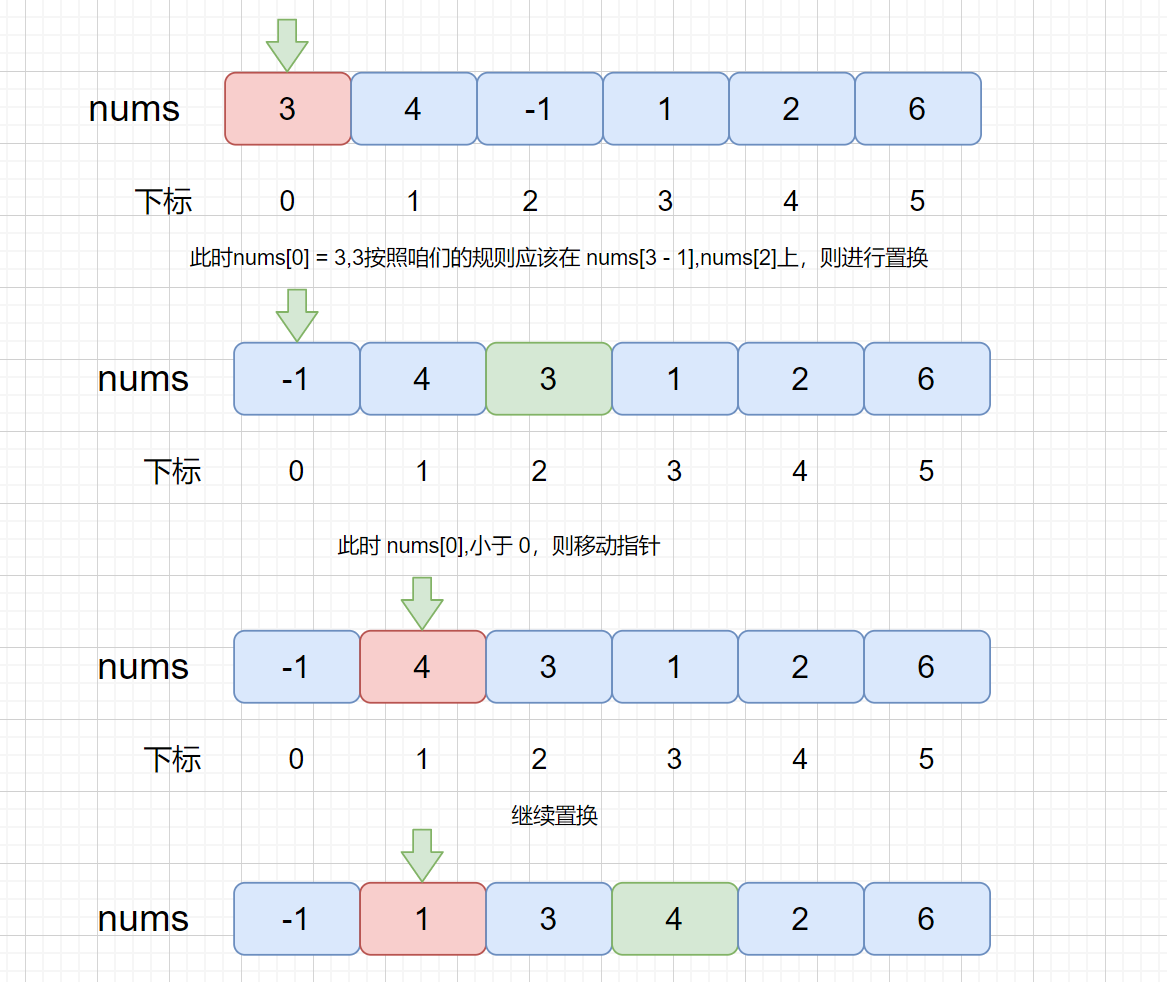 nums 3 4 -1 1 2 6
下标 0 1 2 3 4 5
此时nums[0] = 3,3按照咱们的规则应该在 nums[3 - 1],nums[2]上，则进行置换
nums -1 4 3 1 2 6
下标 0 1 2 3 4 5
此时 nums[0],小于 0，则移动指针
nums -1 4 3 1 2 6
下标 0 1 2 3 4 5
继续置换
nums -1 1 3 4 2 6